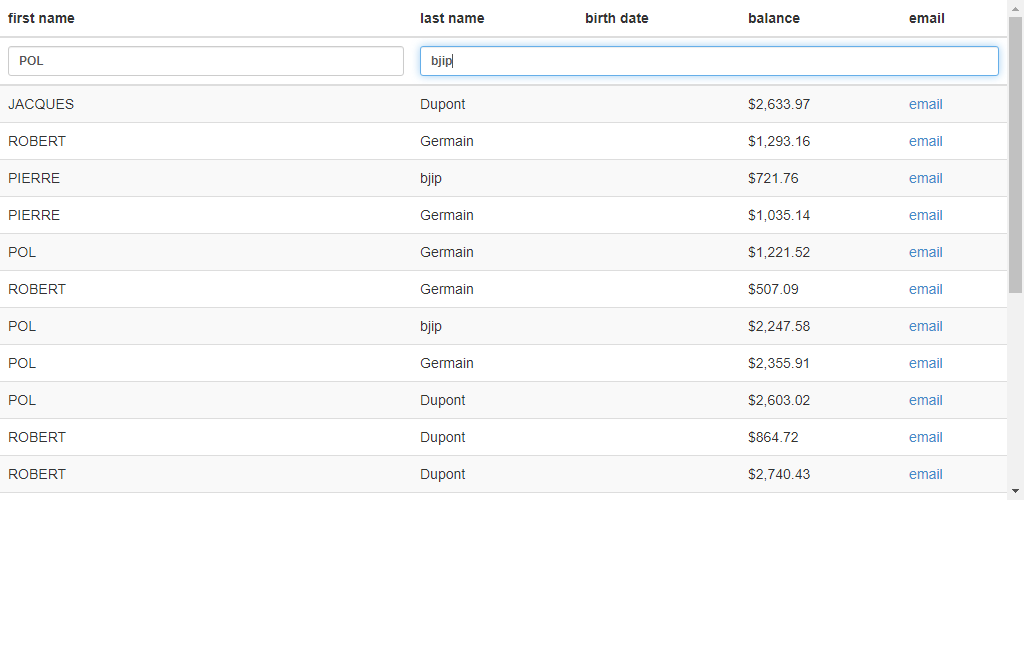 first name last name birth date balance email
POL bjip
JACQUES Dupont $2,633.97 email
ROBERT Germain $1,293.16 email
PIERRE bjip $721.76 email
PIERRE Germain $1,035.14 email
POL Germain $1,221.52 email
ROBERT Germain $507.09 email
POL bjip $2,247.58 email
POL Germain $2,355.91 email
POL Dupont $2,603.02 email
ROBERT Dupont $864.72 email
ROBERT Dupont $2,740.43 email